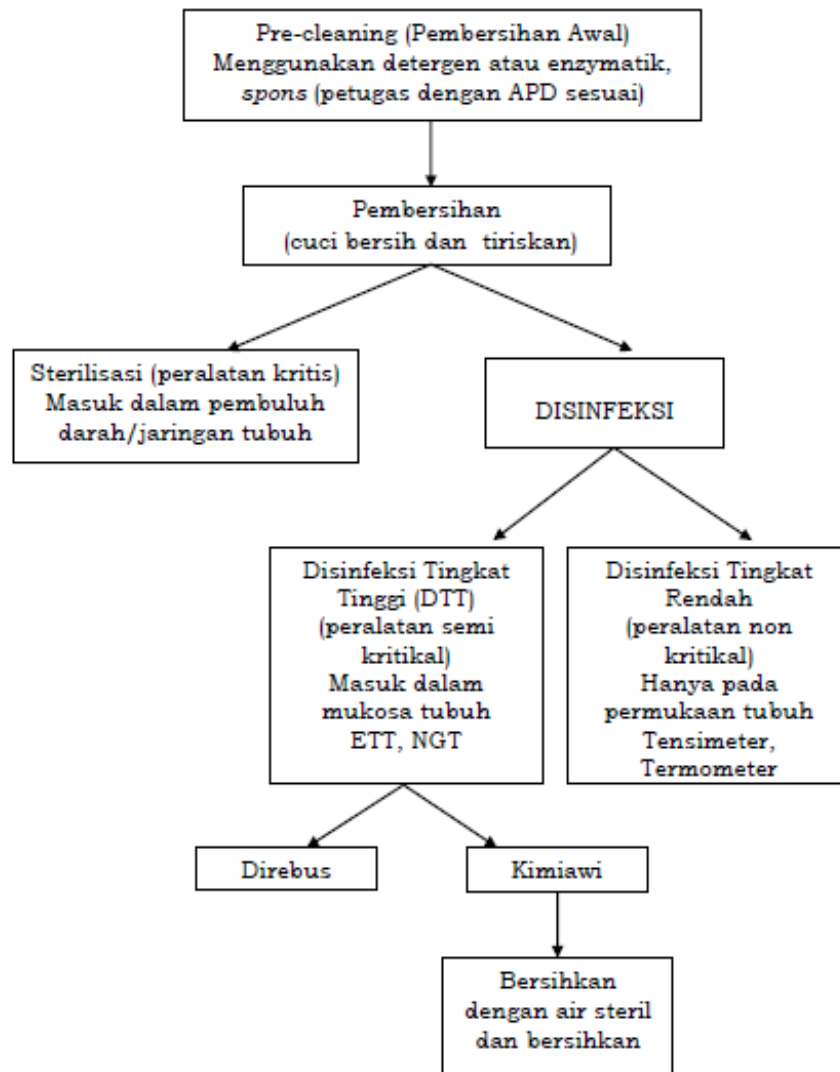 Pre-cleaning (Pembersihan Awal)
Menggunakan detergen atau enzymatik,
spons (petugas dengan APD sesuai)
Pembersihan
(cuci bersih dan tiriskan)
Sterilisasi (peralatan kritis)
Masuk dalam pembuluh
darah/jaringan tubuh
DISINFEKSI
Disinfeksi Tingkat
Tinggi (DTT)
(peralatan semi
kritikal)
Masuk dalam
mukosa tubuh
ETT, NGT
Disinfeksi Tingkat
Rendah
(peralatan non
kritikal)
Hanya pada
permukaan tubuh
Tensimeter,
Termometer
Direbus
Kimiawi
Bersihkan
dengan air steril
dan bersihkan